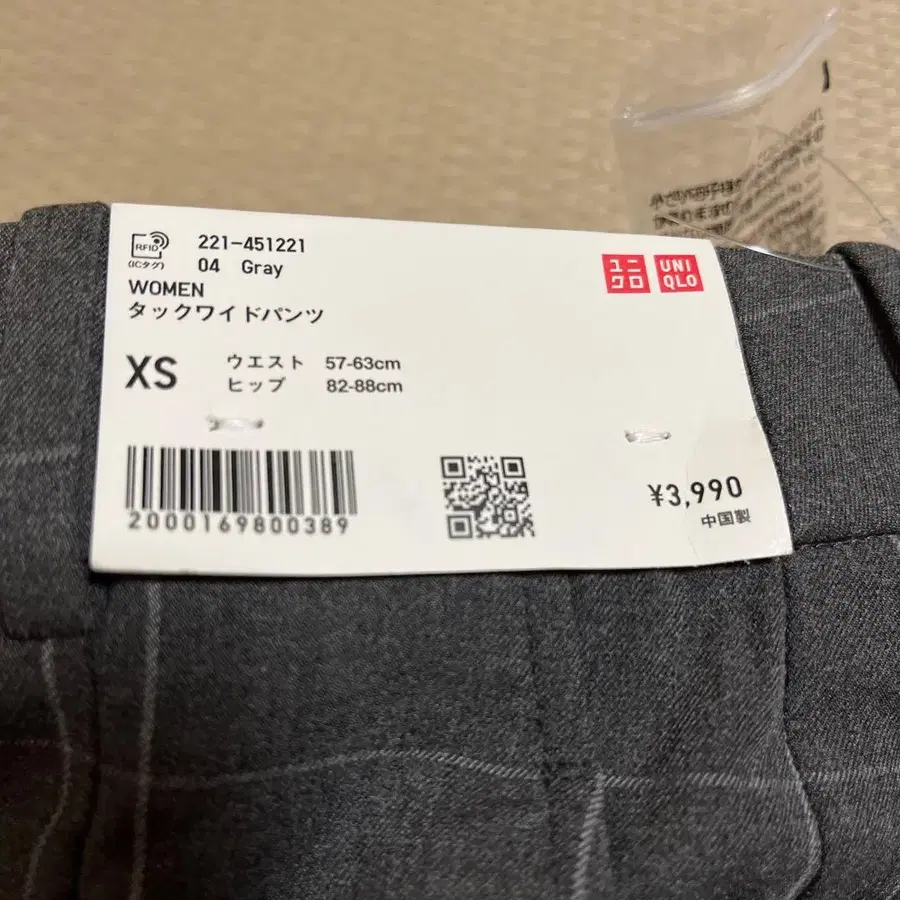 RFID
(ICタグ)
221-451221
04 Gray
WOMEN
タックワイドパンツ
XS
ウエスト 57-63cm
ヒップ 82-88cm
2000169800389
ユニ
クロ
UNI
QLO
¥3,990
中国製